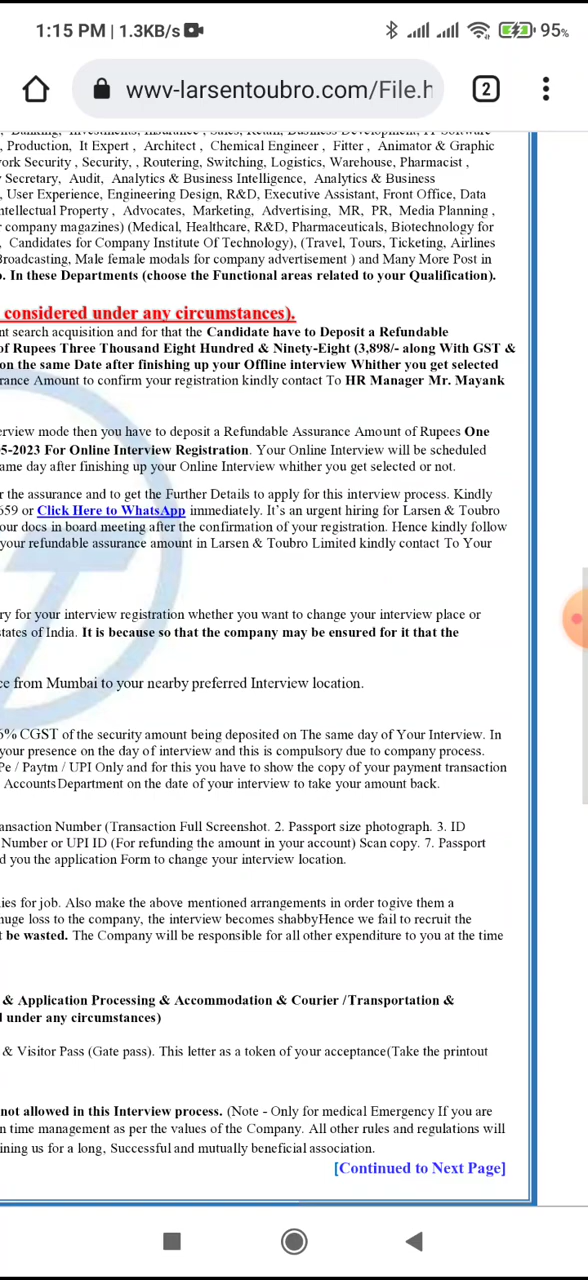 1:15 PM | 1.3KB/s
95%
wwv-larsentoubro.com/File.h
2
, Banking, Investments, Insurance , Sales, Retail, Business Development, IT Software
, Production, It Expert , Architect , Chemical Engineer , Fitter , Animator & Graphic
ork Security , Security, , Routering, Switching, Logistics, Warehouse, Pharmacist ,
Secretary, Audit, Analytics & Business Intelligence, Analytics & Business
, User Experience, Engineering Design, R&D, Executive Assistant, Front Office, Data
ntellectual Property , Advocates, Marketing, Advertising, MR, PR, Media Planning ,
r company magazines) (Medical, Healthcare, R&D, Pharmaceuticals, Biotechnology for
, Candidates for Company Institute Of Technology), (Travel, Tours, Ticketing, Airlines
Broadcasting, Male female modals for company advertisement ) and Many More Post in
o. In these Departments (choose the Functional areas related to your Qualification).
considered under any circumstances).
nt search acquisition and for that the Candidate have to Deposit a Refundable
of Rupees Three Thousand Eight Hundred & Ninety-Eight (3,898/- along With GST &
on the same Date after finishing up your Offline interview Whither you get selected
rance Amount to confirm your registration kindly contact To HR Manager Mr. Mayank
erview mode then you have to deposit a Refundable Assurance Amount of Rupees One
05-2023 For Online Interview Registration. Your Online Interview will be scheduled
ame day after finishing up your Online Interview whither you get selected or not.
r the assurance and to get the Further Details to apply for this interview process. Kindly
659 or Click Here to WhatsApp immediately. It's an urgent hiring for Larsen & Toubro
our docs in board meeting after the confirmation of your registration. Hence kindly follow
your refundable assurance amount in Larsen & Toubro Limited kindly contact To Your
ry for your interview registration whether you want to change your interview place or
states of India. It is because so that the company may be ensured for it that the
ce from Mumbai to your nearby preferred Interview location.
6% CGST of the security amount being deposited on The same day of Your Interview. In
your presence on the day of interview and this is compulsory due to company process.
Pe / Paytm / UPI Only and for this you have to show the copy of your payment transaction
Accounts Department on the date of your interview to take your amount back.
ansaction Number (Transaction Full Screenshot. 2. Passport size photograph. 3. ID
Number or UPI ID (For refunding the amount in your account) Scan copy. 7. Passport
d you the application Form to change your interview location.
ies for job. Also make the above mentioned arrangements in order togive them a
huge loss to the company, the interview becomes shabbyHence we fail to recruit the
t be wasted. The Company will be responsible for all other expenditure to you at the time
& Application Processing & Accommodation & Courier /Transportation &
d under any circumstances)
& Visitor Pass (Gate pass). This letter as a token of your acceptance(Take the printout
not allowed in this Interview process. (Note - Only for medical Emergency If you are
n time management as per the values of the Company. All other rules and regulations will
ining us for a long, Successful and mutually beneficial association.
[Continued to Next Page]